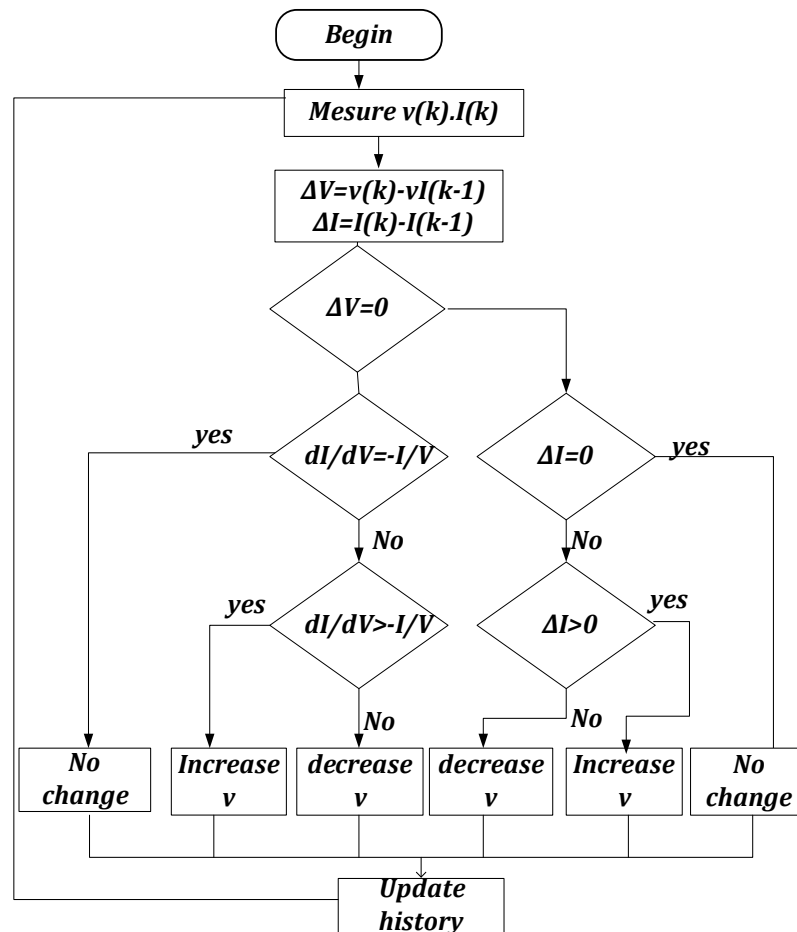 Begin
Mesure v(k).I(k)
ΔV=v(k)-vI(k-1)
ΔI=I(k)-I(k-1)
ΔV=0
yes
dI/dV=-I/V
ΔI=0
yes
No
No
yes
dI/dV>-I/V
ΔI>0
yes
No
No
No
change
Increase
v
decrease
v
decrease
v
Increase
v
No
change
Update
history